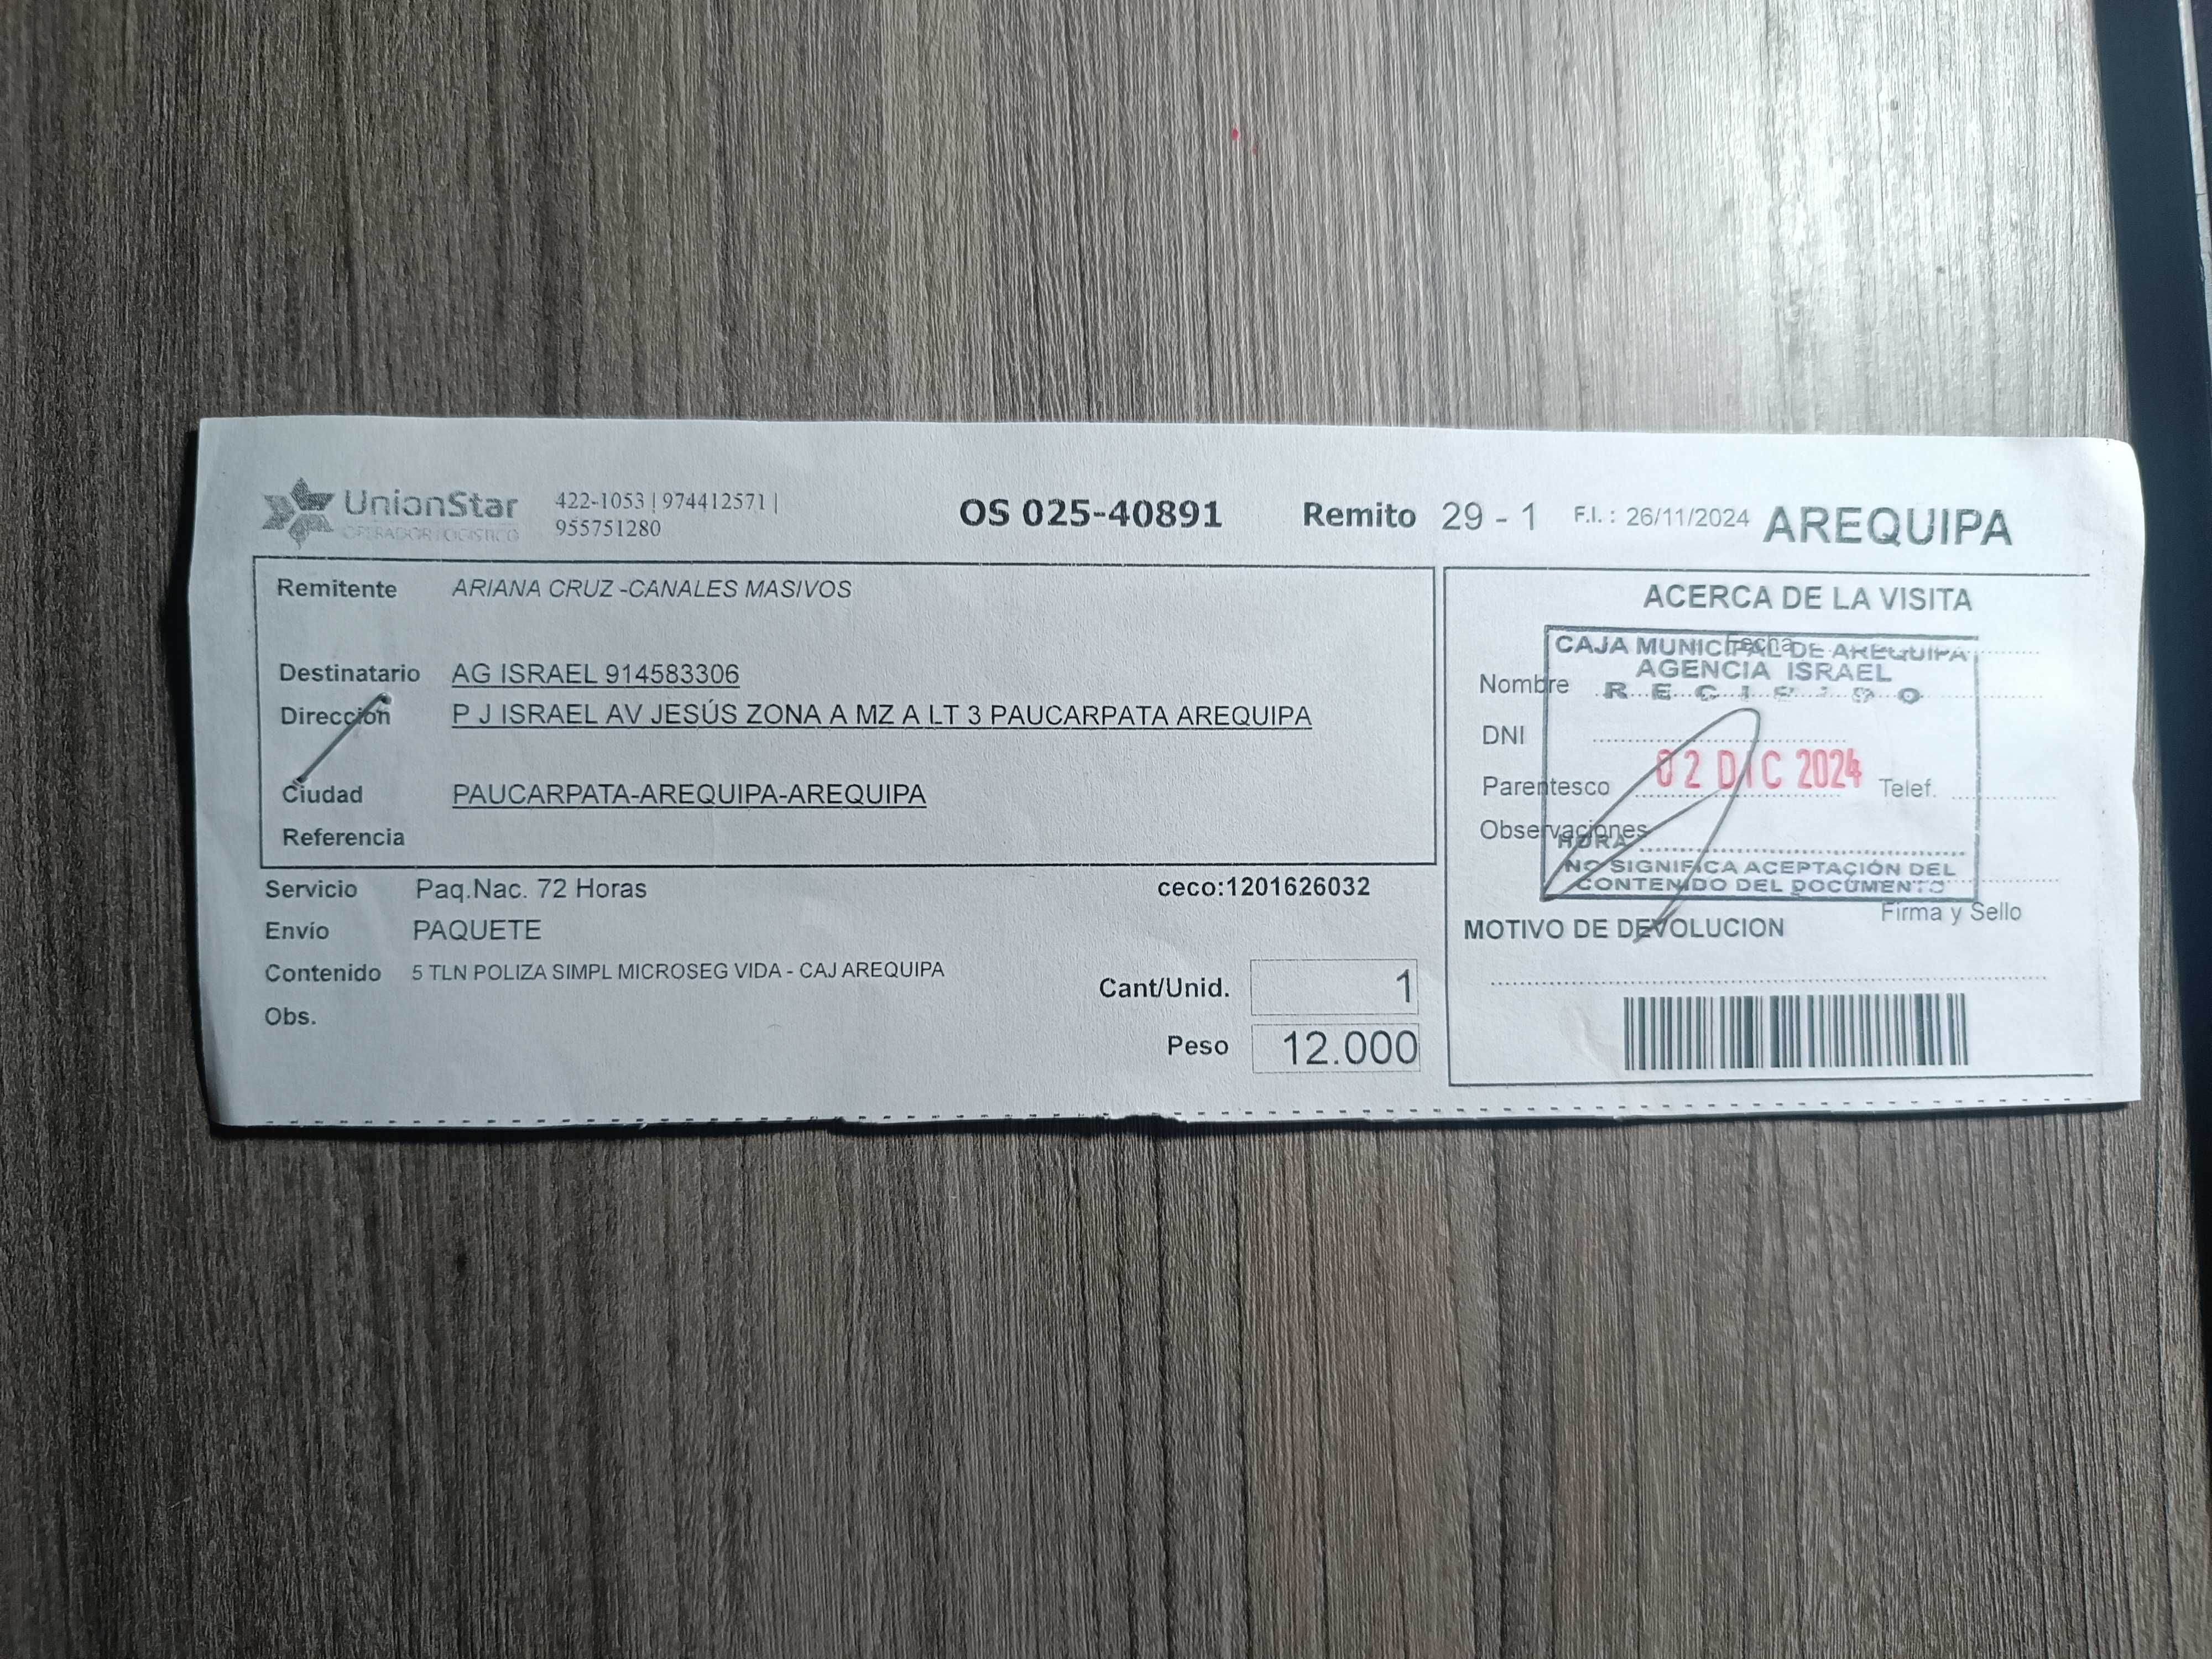 UnionStar
OPERADOR LOGISTICO
422-1053 | 974412571 |
955751280
OS 025-40891
Remito 29 - 1
F.I. : 26/11/2024
AREQUIPA
Remitente ARIANA CRUZ -CANALES MASIVOS
Destinatario AG ISRAEL 914583306
Dirección P J ISRAEL AV JESÚS ZONA A MZ A LT 3 PAUCARPATA AREQUIPA
Ciudad PAUCARPATA-AREQUIPA-AREQUIPA
Referencia
Servicio Paq.Nac. 72 Horas
ceco:1201626032
Envío PAQUETE
Contenido 5 TLN POLIZA SIMPL MICROSEG VIDA - CAJ AREQUIPA
Obs.
Cant/Unid. 1
Peso 12.000
ACERCA DE LA VISITA
Fecha
Nombre
DNI
Parentesco
Telef.
Observaciones
Firma y Sello
CAJA MUNICIPAL DE AREQUIPA
AGENCIA ISRAEL
RECIBIDO
02 DIC 2024
HORA
NO SIGNIFICA ACEPTACIÓN DEL
CONTENIDO DEL DOCUMENTO
MOTIVO DE DEVOLUCION